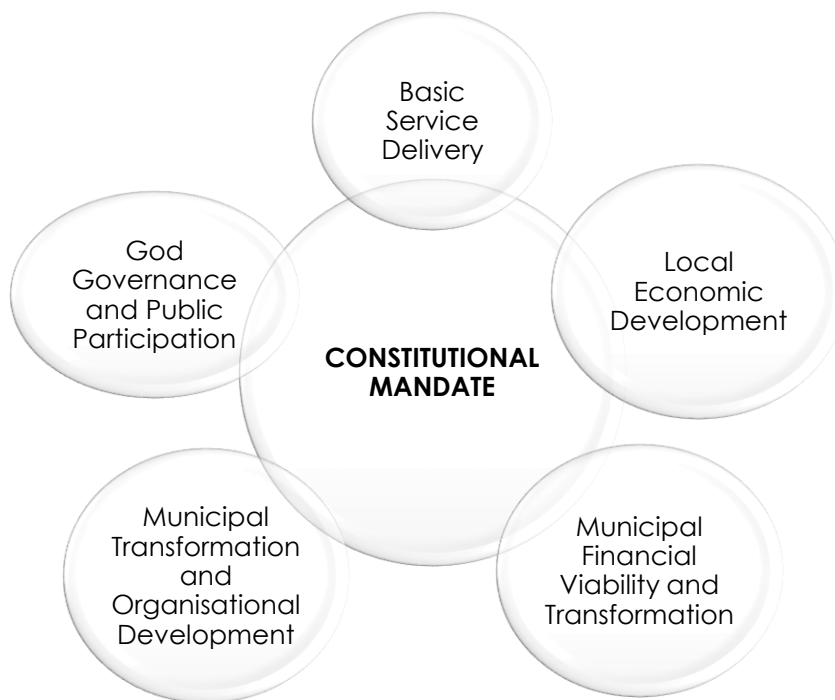 Basic
Service
Delivery
God
Governance
and Public
Participation
Local
Economic
Development
CONSTITUTIONAL
MANDATE
Municipal
Transformation
and
Organisational
Development
Municipal
Financial
Viability and
Transformation